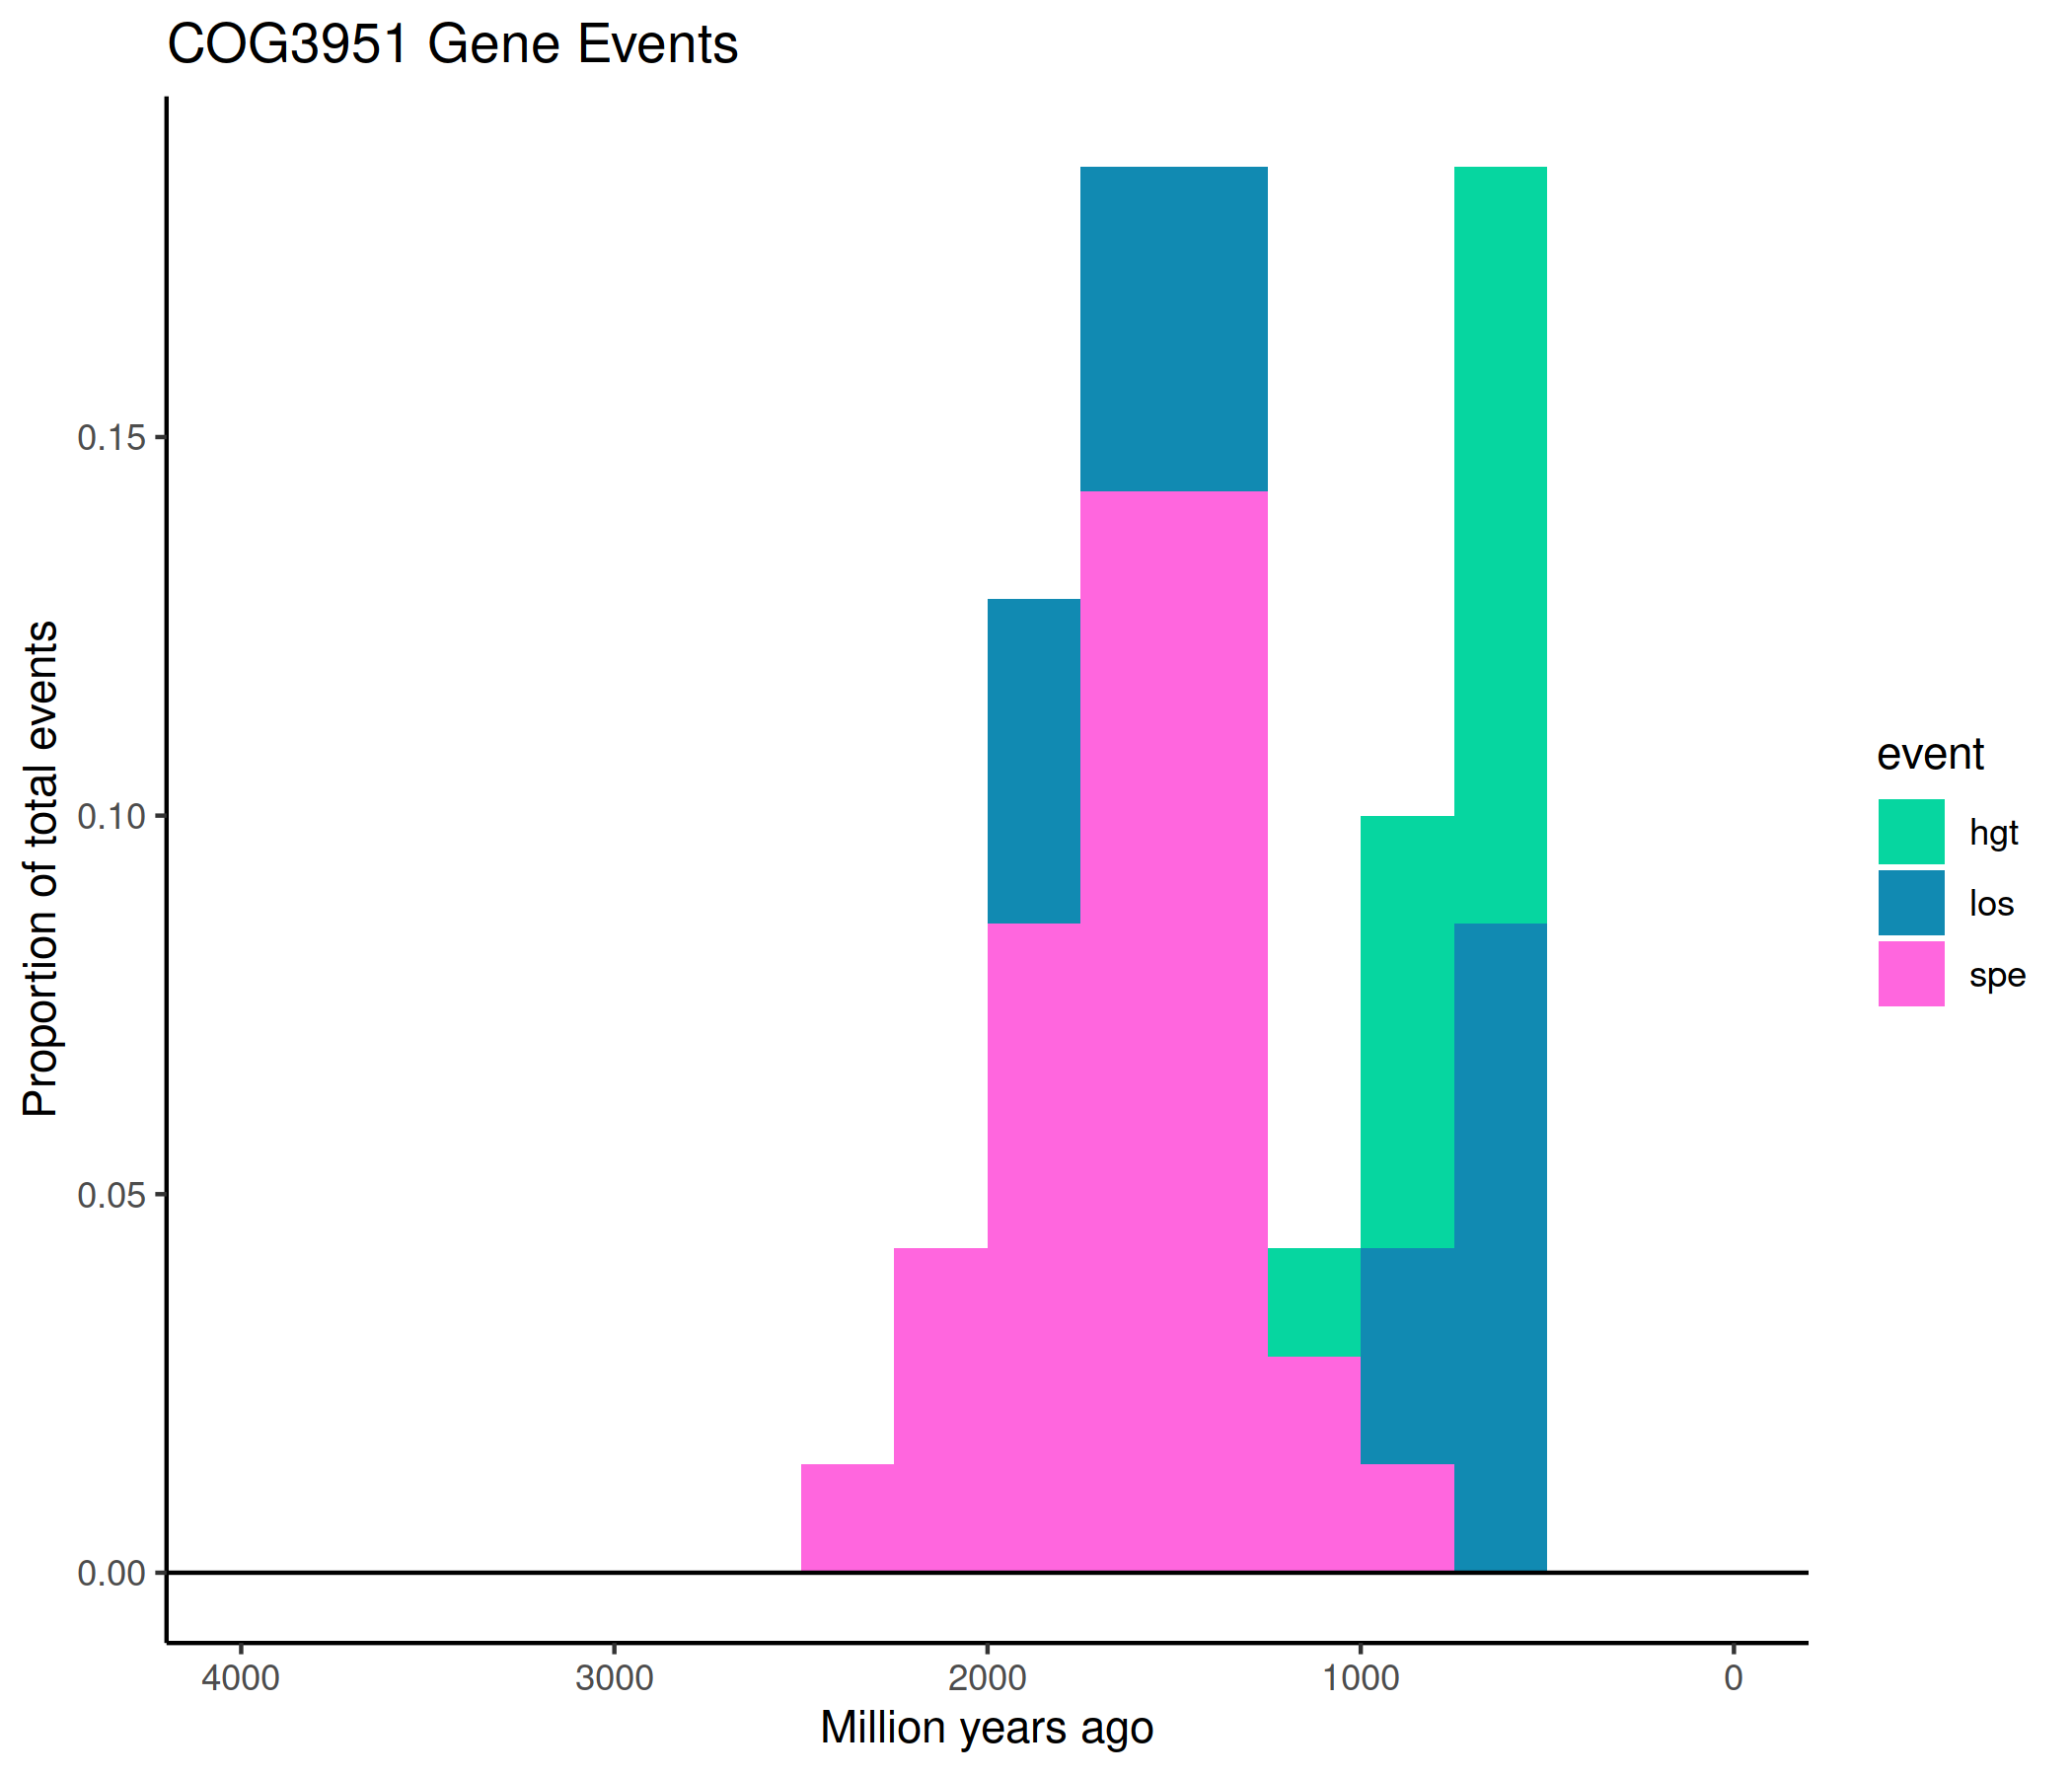 COG3951 Gene Events
Proportion of total events
0.15
0.10
0.05
0.00
4000 3000 2000 1000 0
Million years ago
event
hgt
los
spe